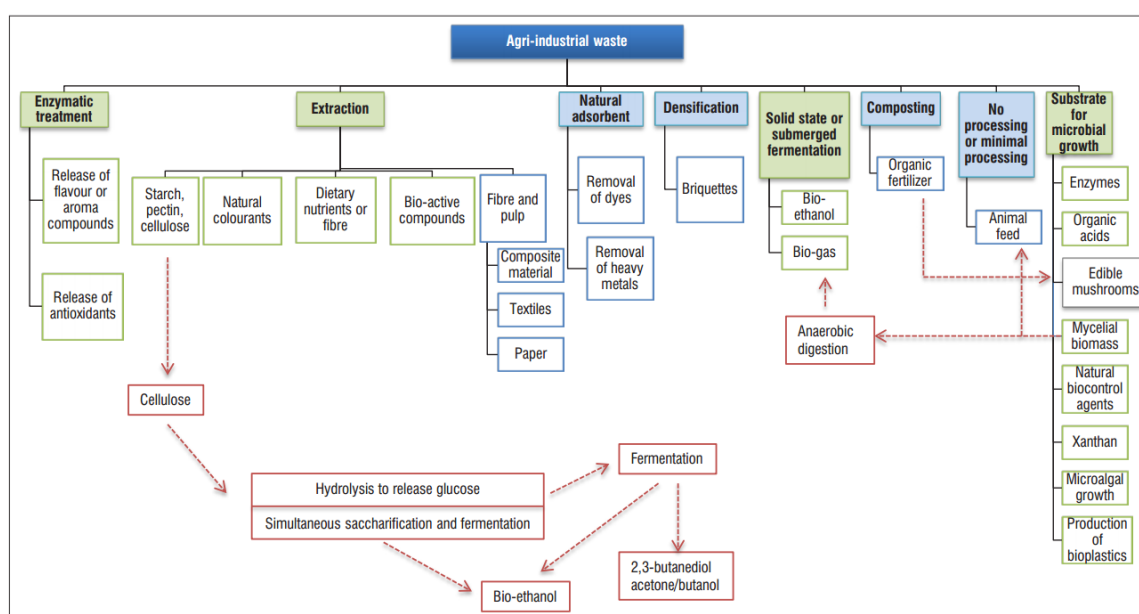 Agri-industrial waste
Enzymatic
treatment
Extraction
Natural
adsorbent
Densification
Solid state or
submerged
fermentation
Composting
No
processing
or minimal
processing
Substrate
for
microbial
growth
Release of
flavour or
aroma
compounds
Release of
antioxidants
Starch,
pectin,
cellulose
Natural
colourants
Dietary
nutrients or
fibre
Bio-active
compounds
Fibre and
pulp
Composite
material
Textiles
Paper
Removal
of dyes
Removal
of heavy
metals
Briquettes
Bio-
ethanol
Bio-gas
Organic
fertilizer
Animal
feed
Enzymes
Organic
acids
Edible
mushrooms
Mycelial
biomass
Natural
biocontrol
agents
Xanthan
Microalgal
growth
Production
of
bioplastics
Anaerobic
digestion
Cellulose
Hydrolysis to release glucose
Simultaneous saccharification and fermentation
Fermentation
Bio-ethanol
2,3-butanediol
acetone/butanol